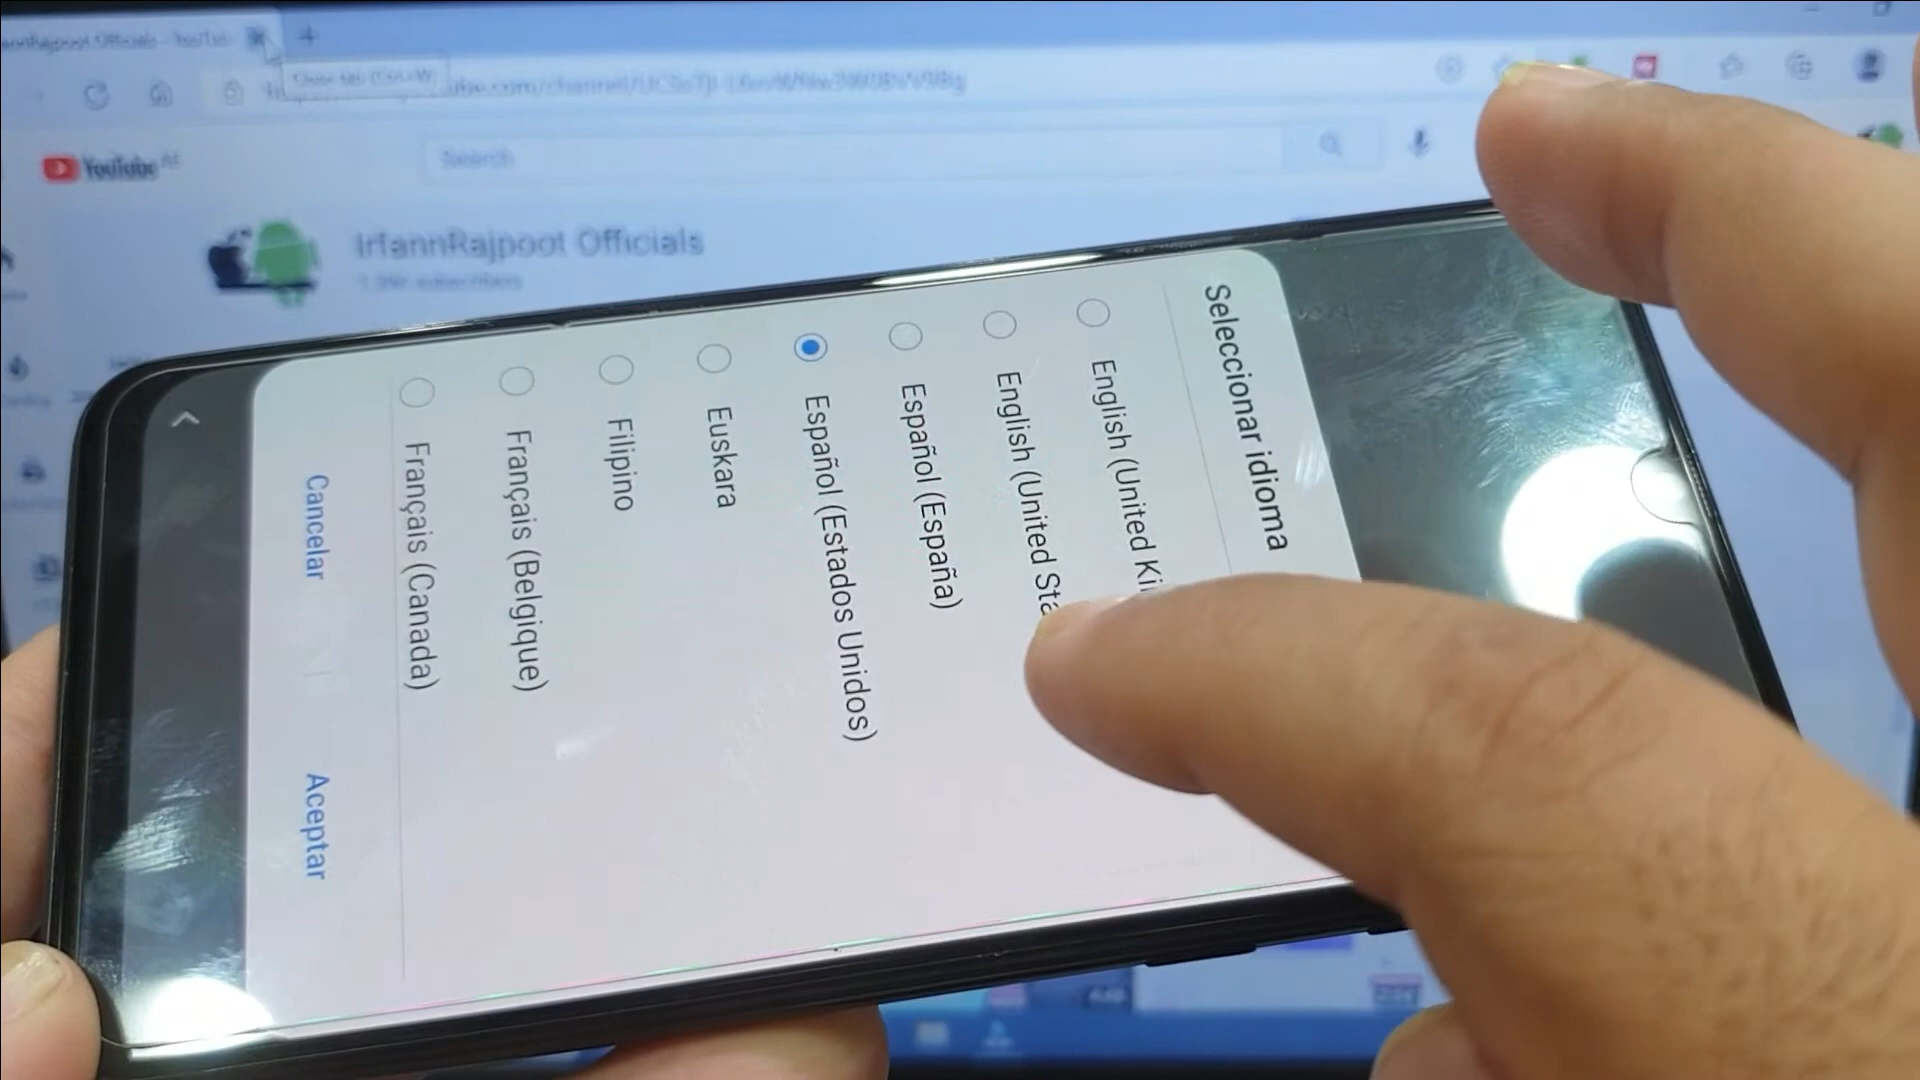 YouTube
Search
IrfannRajpoot Officials
Seleccionar idioma
English (United Ki
English (United Sta
Español (España)
Español (Estados Unidos)
Euskara
Filipino
Français (Belgique)
Français (Canada)
Cancelar
Aceptar